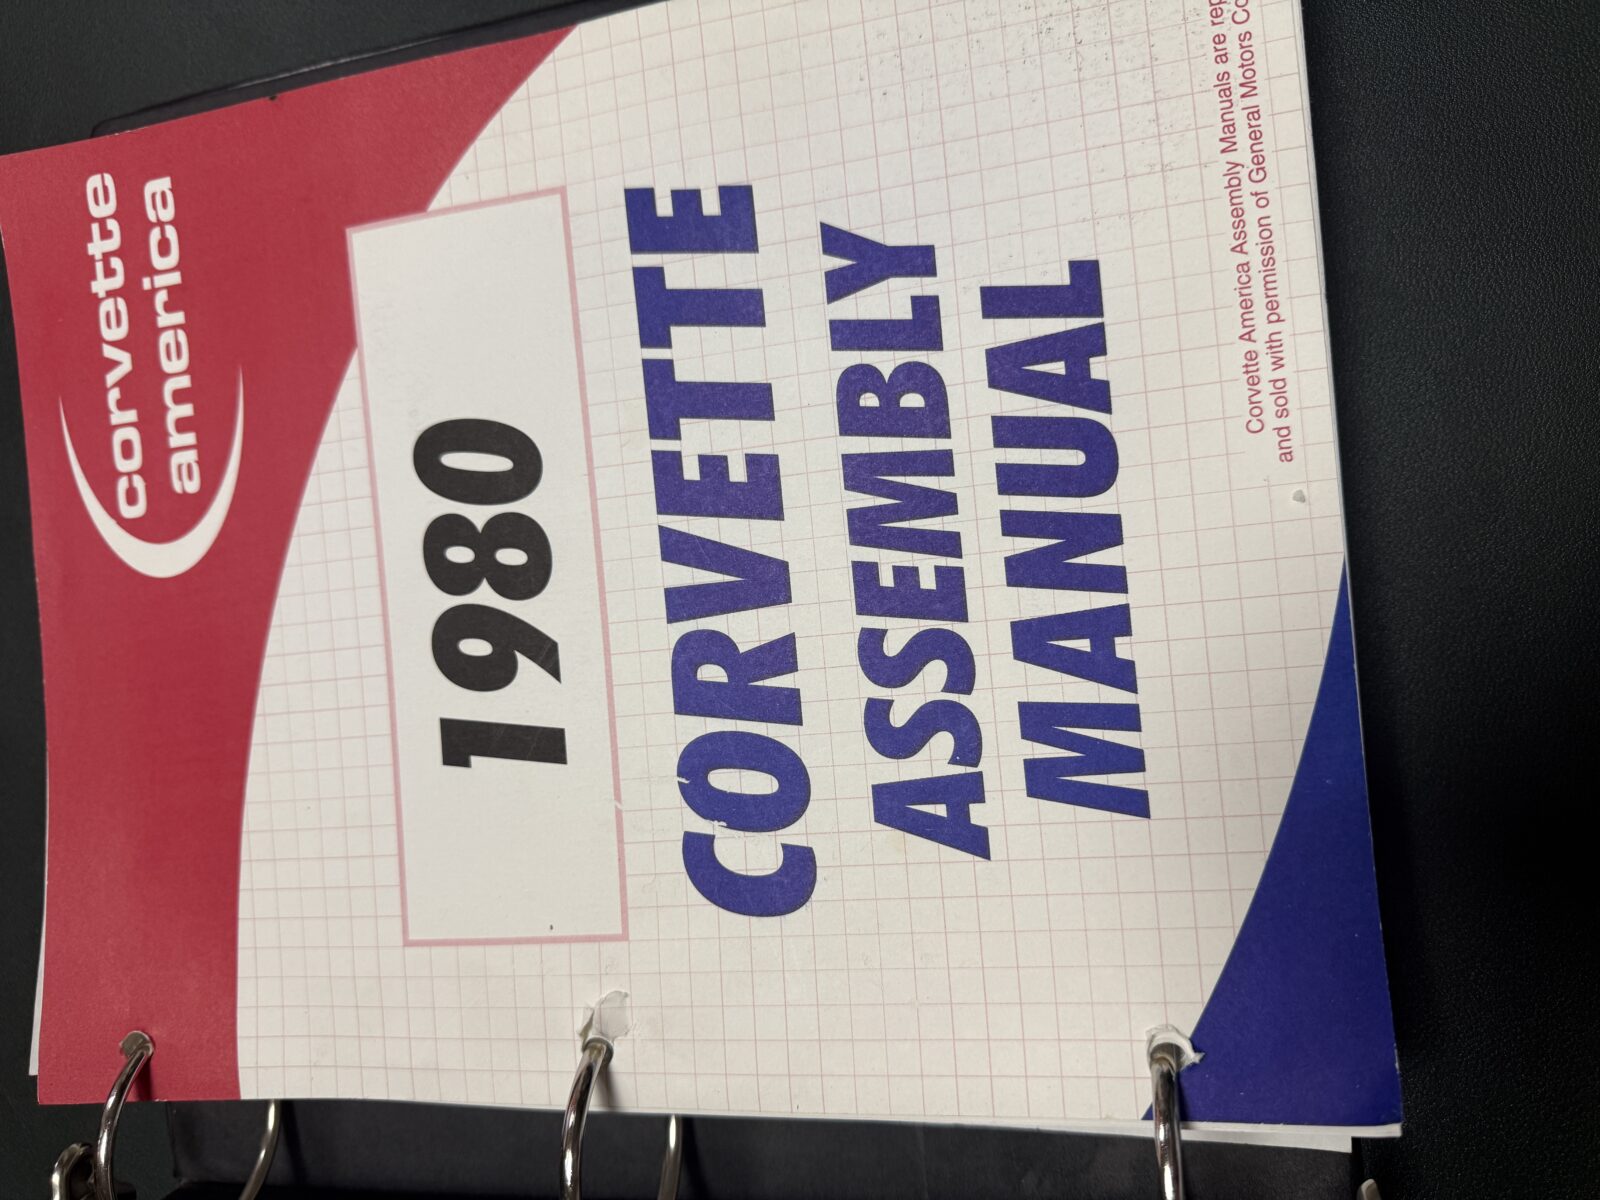 corvette
america
1980
CORVETTE
ASSEMBLY
MANUAL
Corvette America Assembly Manuals are
and sold with permission of General Motors